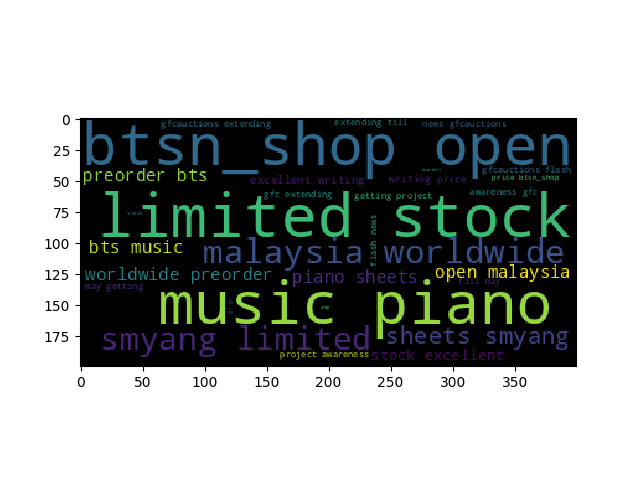 0
25
50
75
100
125
150
175
0 50 100 150 200 250 300 350
gfcauctions extending
extending till
news gfcauctions
btsn_shop open
market
gfcauctions flash
preorder bts
excellent writing
writing price
price btsn_shop
gfc extending
getting project
awareness gfc
limited stock
flash news
bts music
malaysia worldwide
worldwide preorder
piano sheets
open malaysia
till may
may getting
music piano
smyang limited
sheets smyang
project awareness
stock excellent